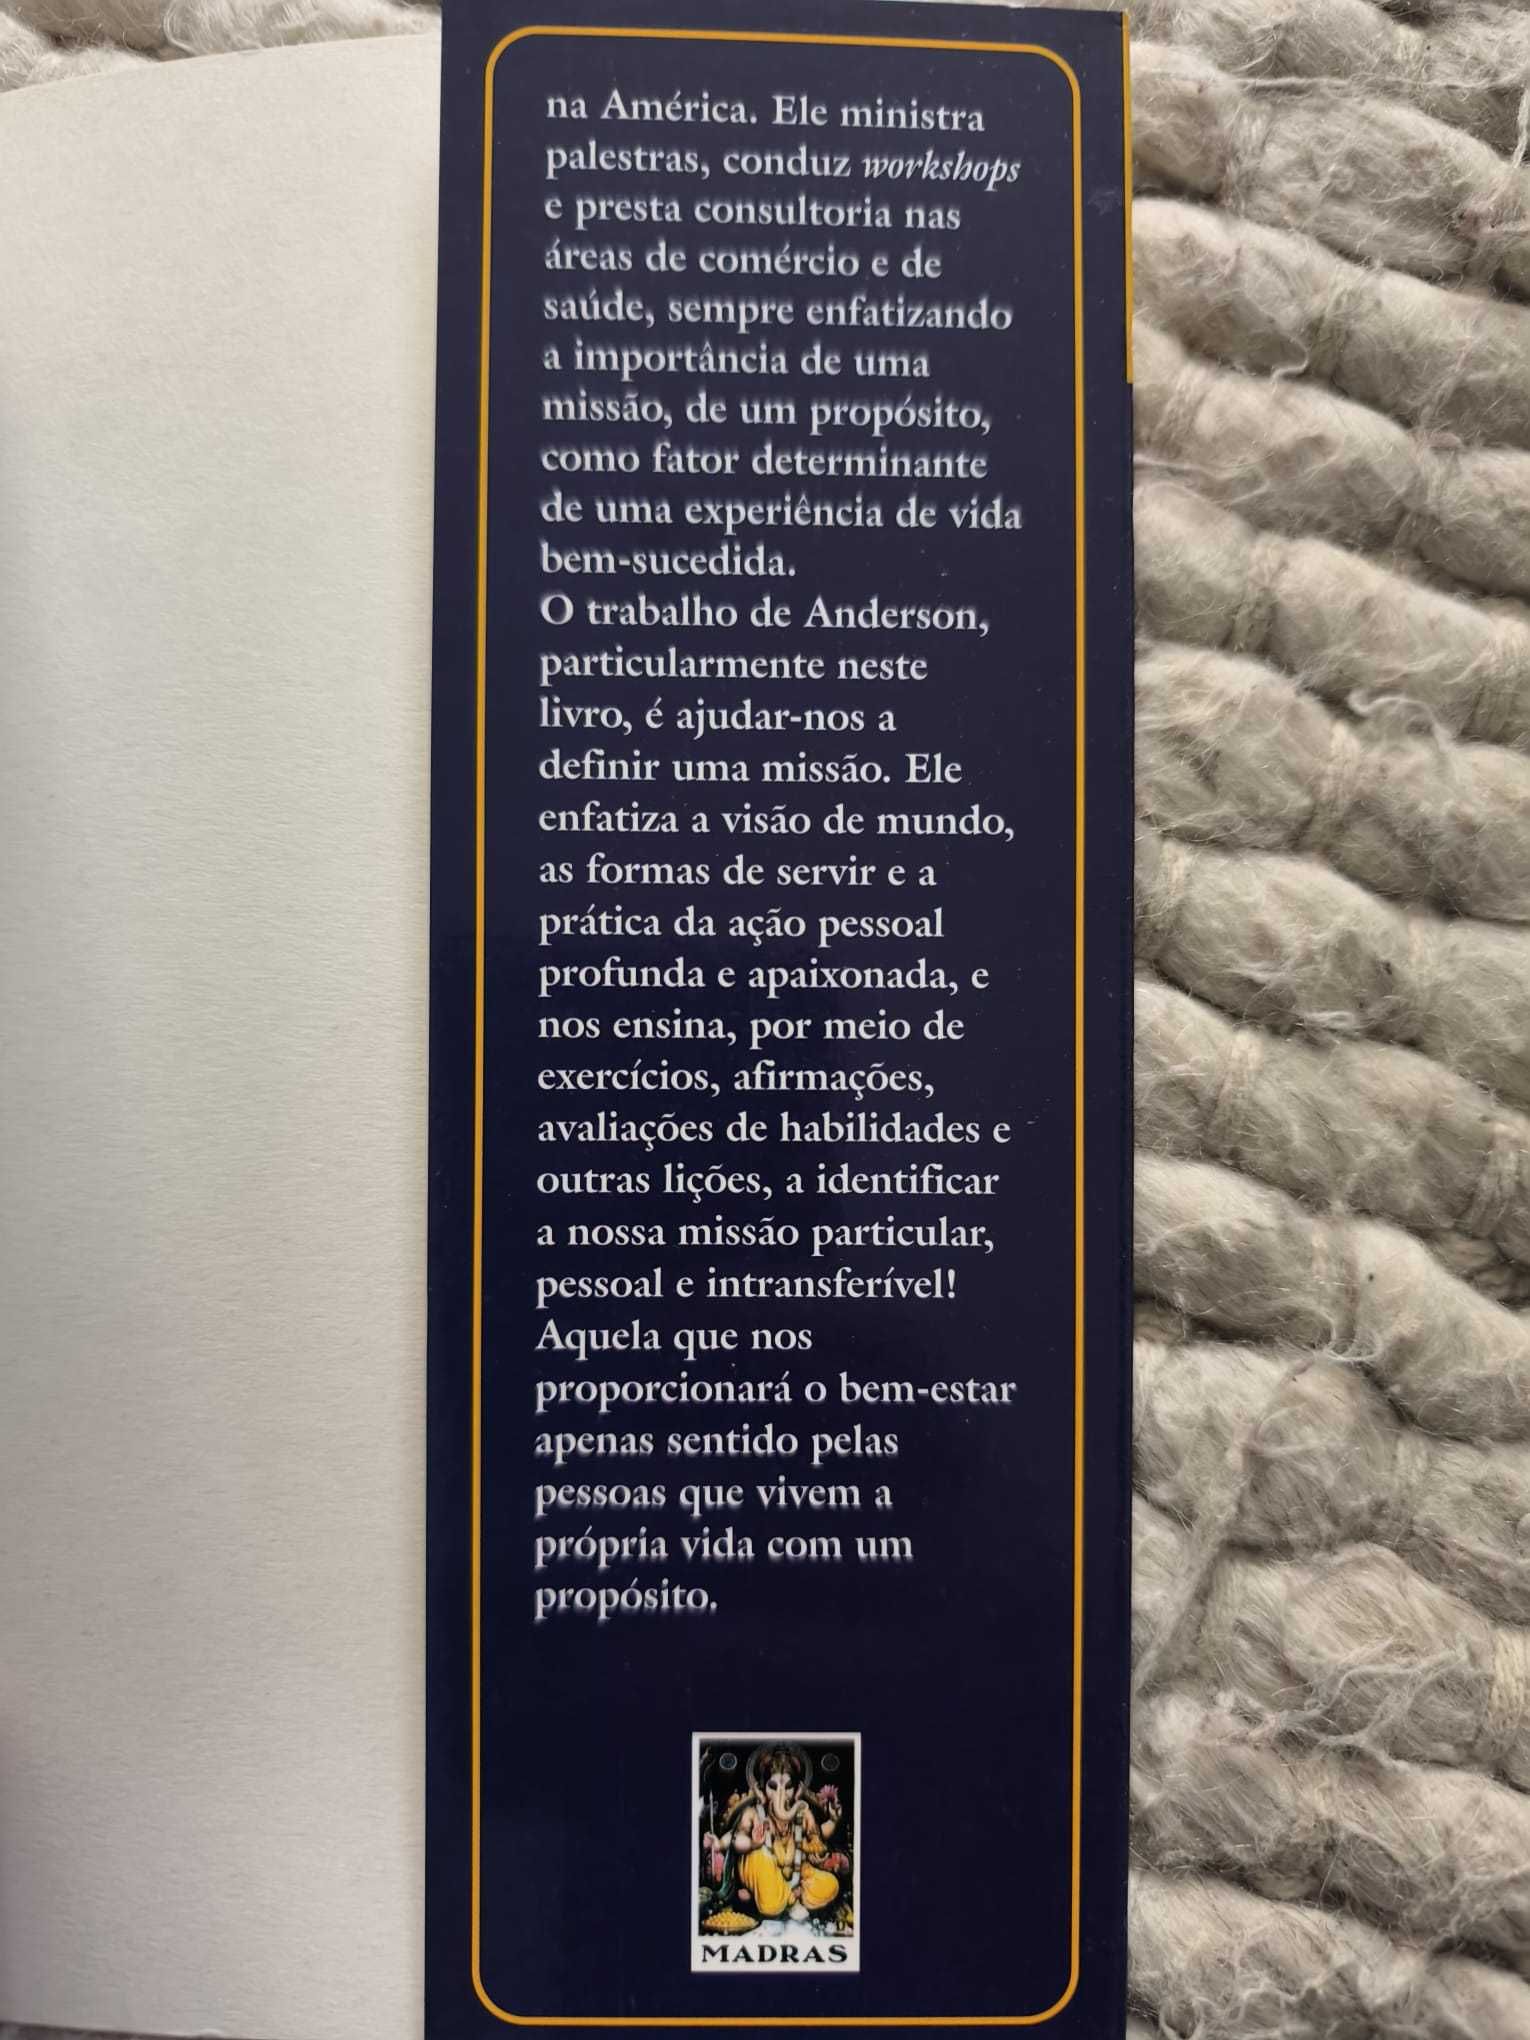 na América. Ele ministra
palestras, conduz workshops
e presta consultoria nas
áreas de comércio e de
saúde, sempre enfatizando
a importância de uma
missão, de um propósito,
como fator determinante
de uma experiência de vida
bem-sucedida.
O trabalho de Anderson,
particularmente neste
livro, é ajudar-nos a
definir uma missão. Ele
enfatiza a visão de mundo,
as formas de servir e a
prática da ação pessoal
profunda e apaixonada, e
nos ensina, por meio de
exercícios, afirmações,
avaliações de habilidades e
outras lições, a identificar
a nossa missão particular,
pessoal e intransferível!
Aquela que nos
proporcionará o bem-estar
apenas sentido pelas
pessoas que vivem a
própria vida com um
propósito.
MADRAS